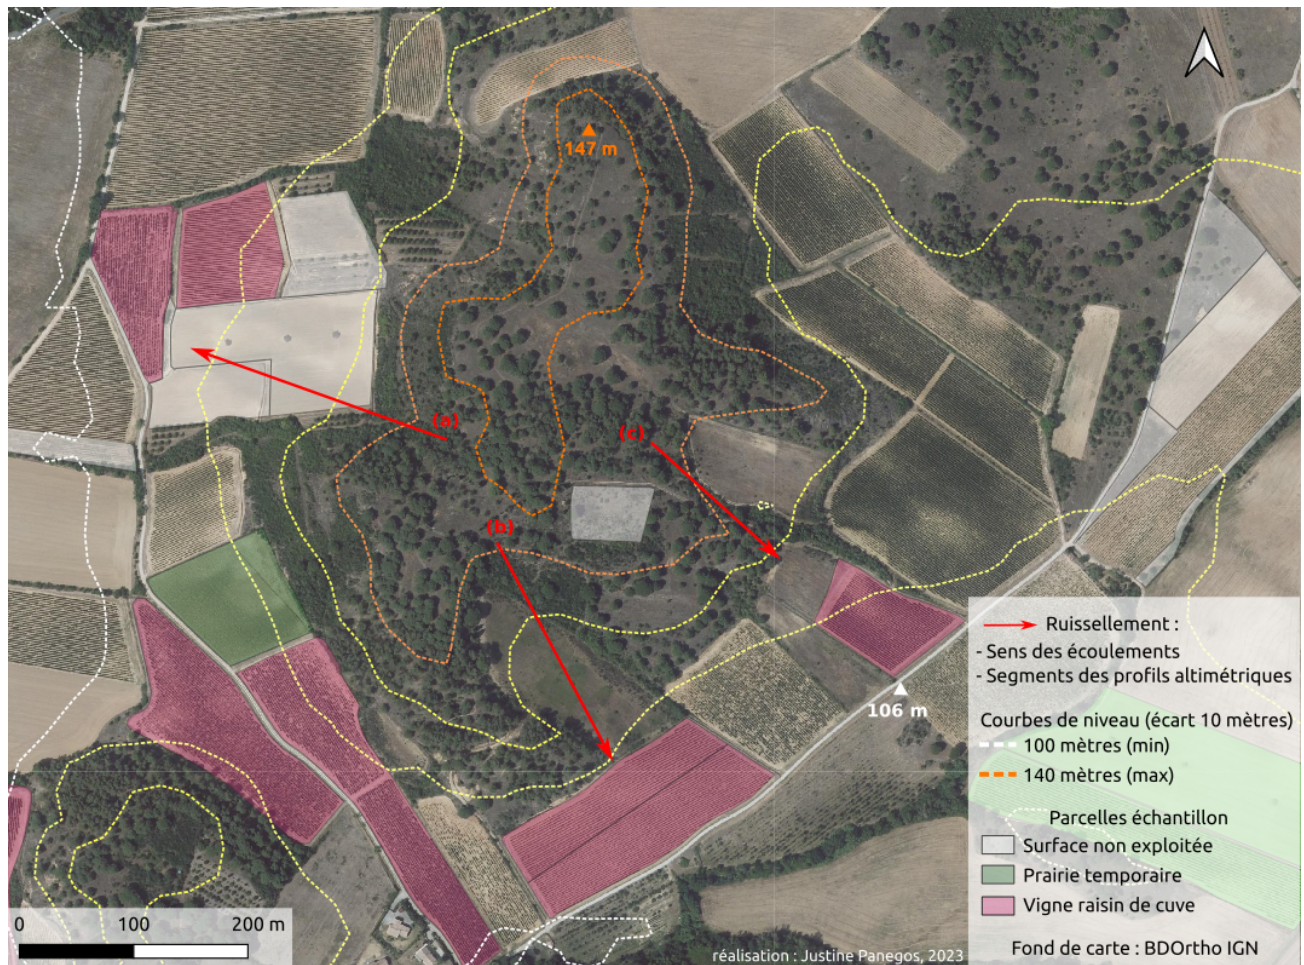 147 m
(a)
(c)
(b)
106 m
Ruissellement :
- Sens des écoulements
- Segments des profils altimétriques
Courbes de niveau (écart 10 mètres)
100 mètres (min)
140 mètres (max)
Parcelles échantillon
Surface non exploitée
Prairie temporaire
Vigne raisin de cuve
Fond de carte : BDOrtho IGN
0 100 200 m
réalisation : Justine Panegos, 2023